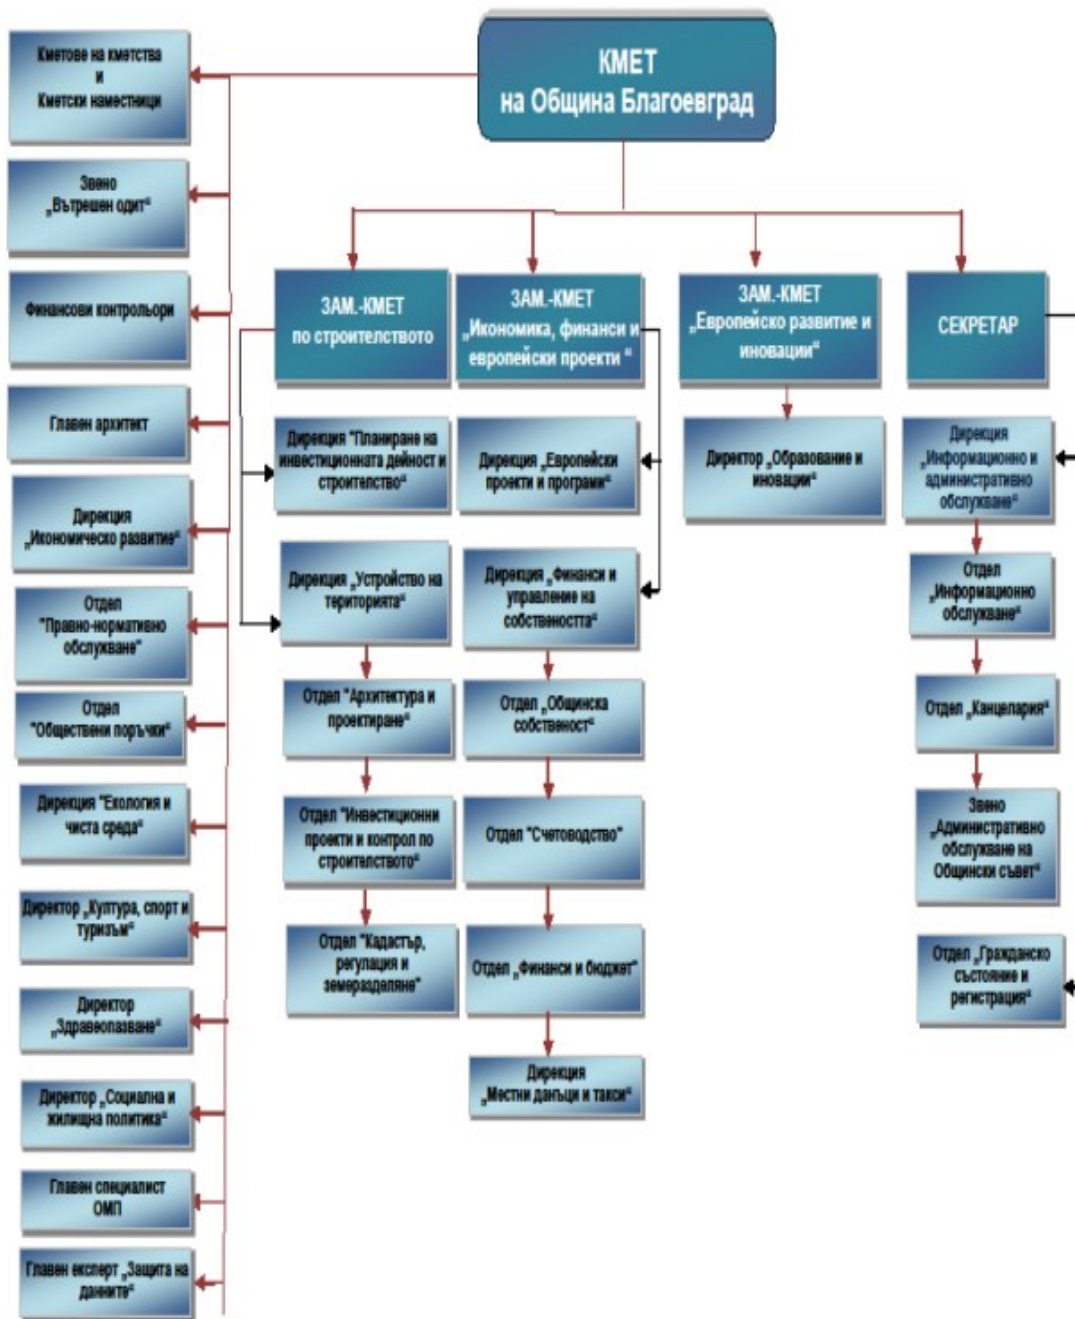 КМЕТ
на Община Благоевград
Кметове на кметства
и
Кметски наместници
Звено
„Вътрешен одит“
Финансови контрольори
Главен архитект
Дирекция
„Икономическо развитие“
Отдел
"Правно-нормативно
обслужване“
Отдел
"Обществени поръчки“
Дирекция "Екология и
чиста среда“
Директор „Култура, спорт и
туризъм“
Директор
„Здравеопазване“
Директор „Социална и
жилищна политика“
Главен специалист
ОМП
Главен експерт „Защита на
данните“
ЗАМ.-КМЕТ
по строителството
Дирекция "Планиране на
инвестиционната дейност и
строителство“
Дирекция „Устройство на
територията“
Отдел "Архитектура и
проектиране“
Отдел "Инвестиционни
проекти и контрол по
строителството“
Отдел "Кадастър,
регулация и
земеразделяне“
ЗАМ.-КМЕТ
„Икономика, финанси и
европейски проекти “
Дирекция „Европейски
проекти и програми“
Дирекция „Финанси и
управление на
собствеността“
Отдел „Общинска
собственост“
Отдел "Счетоводство"
Отдел „Финанси и бюджет“
Дирекция
„Местни данъци и такси“
ЗАМ.-КМЕТ
„Европейско развитие и
иновации“
Директор „Образование и
иновации“
СЕКРЕТАР
Дирекция
„Информационно и
административно
обслужване“
Отдел
„Информационно
обслужване“
Отдел „Канцелария“
Звено
„Административно
обслужване на
Общински съвет“
Отдел „Гражданско
състояние и
регистрация“